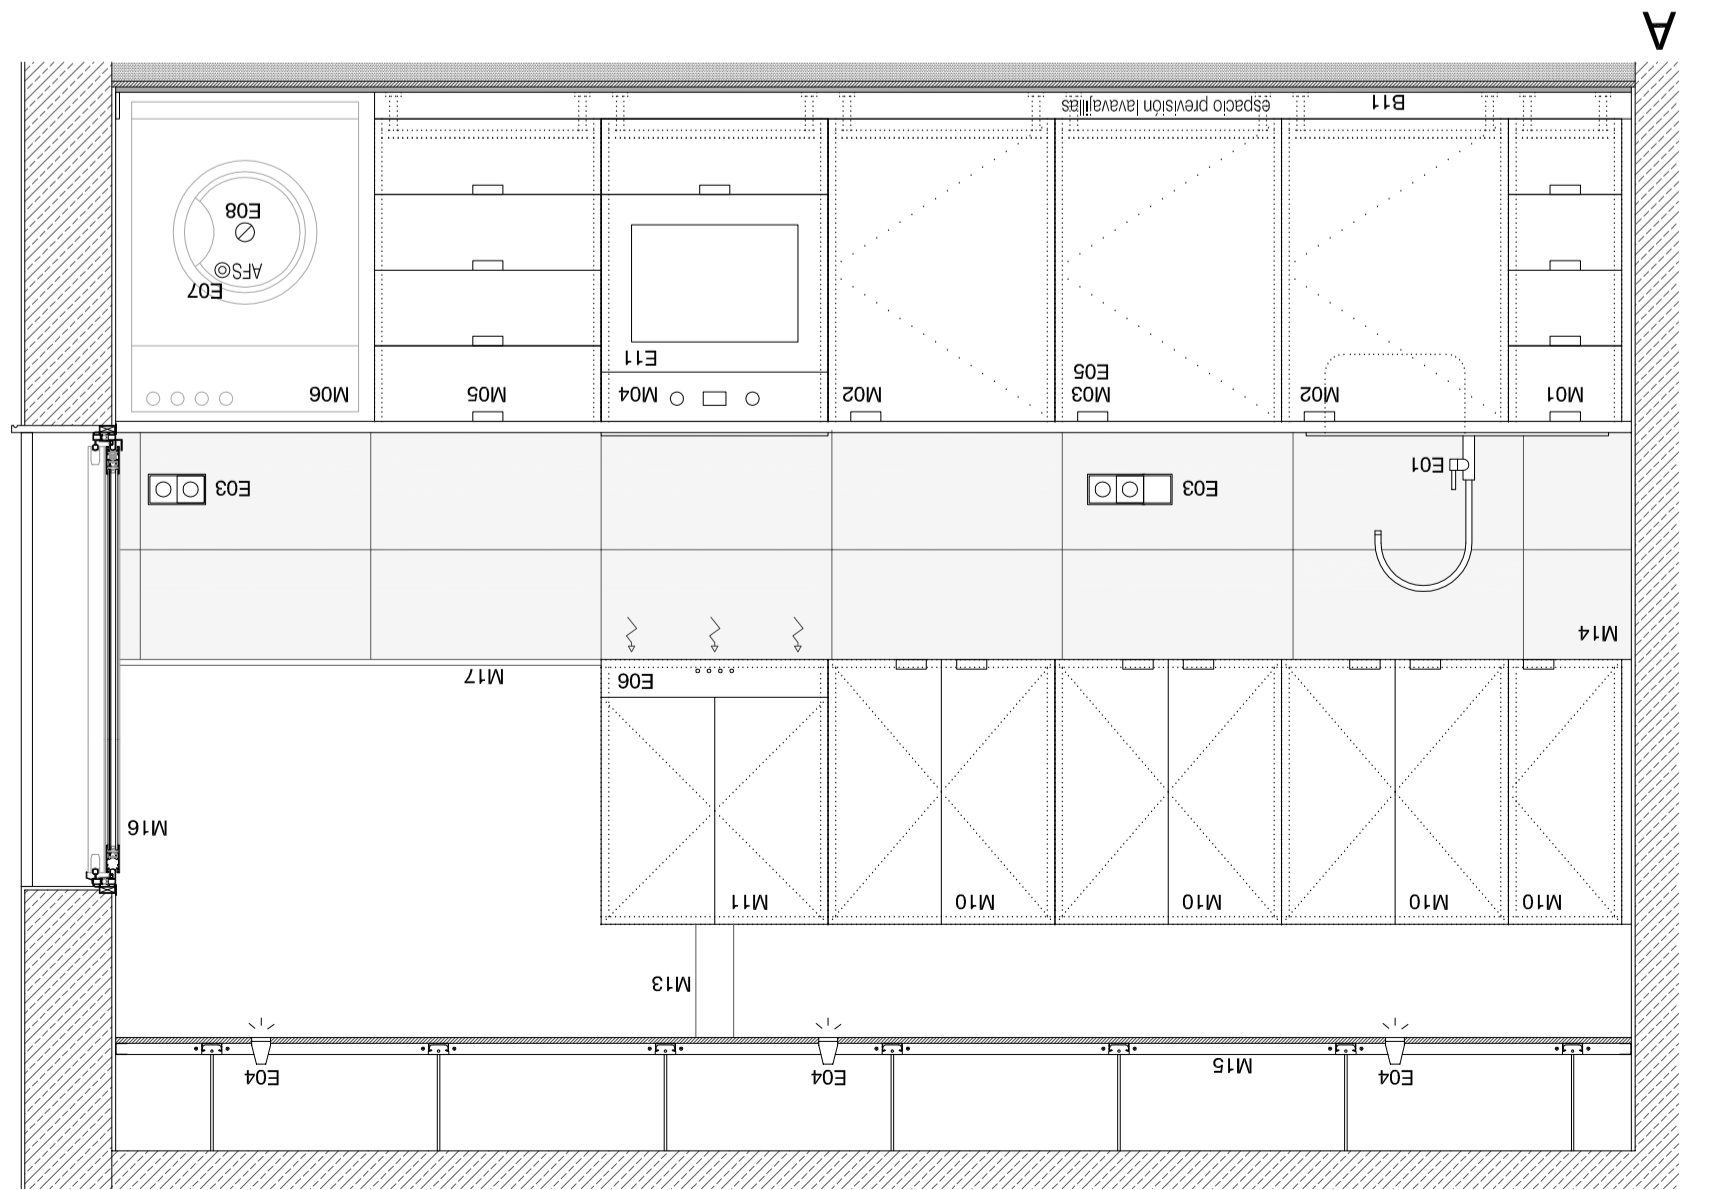 E04
E04
E04
M15
M13
M10
M10
M10
M10
M11
M16
E06
M17
M14
E03
E03
E01
M01
M02
M03
E05
M02
M04
M05
M06
E11
E07
AFS
E08
B11
espacio previsión lavavajillas
A